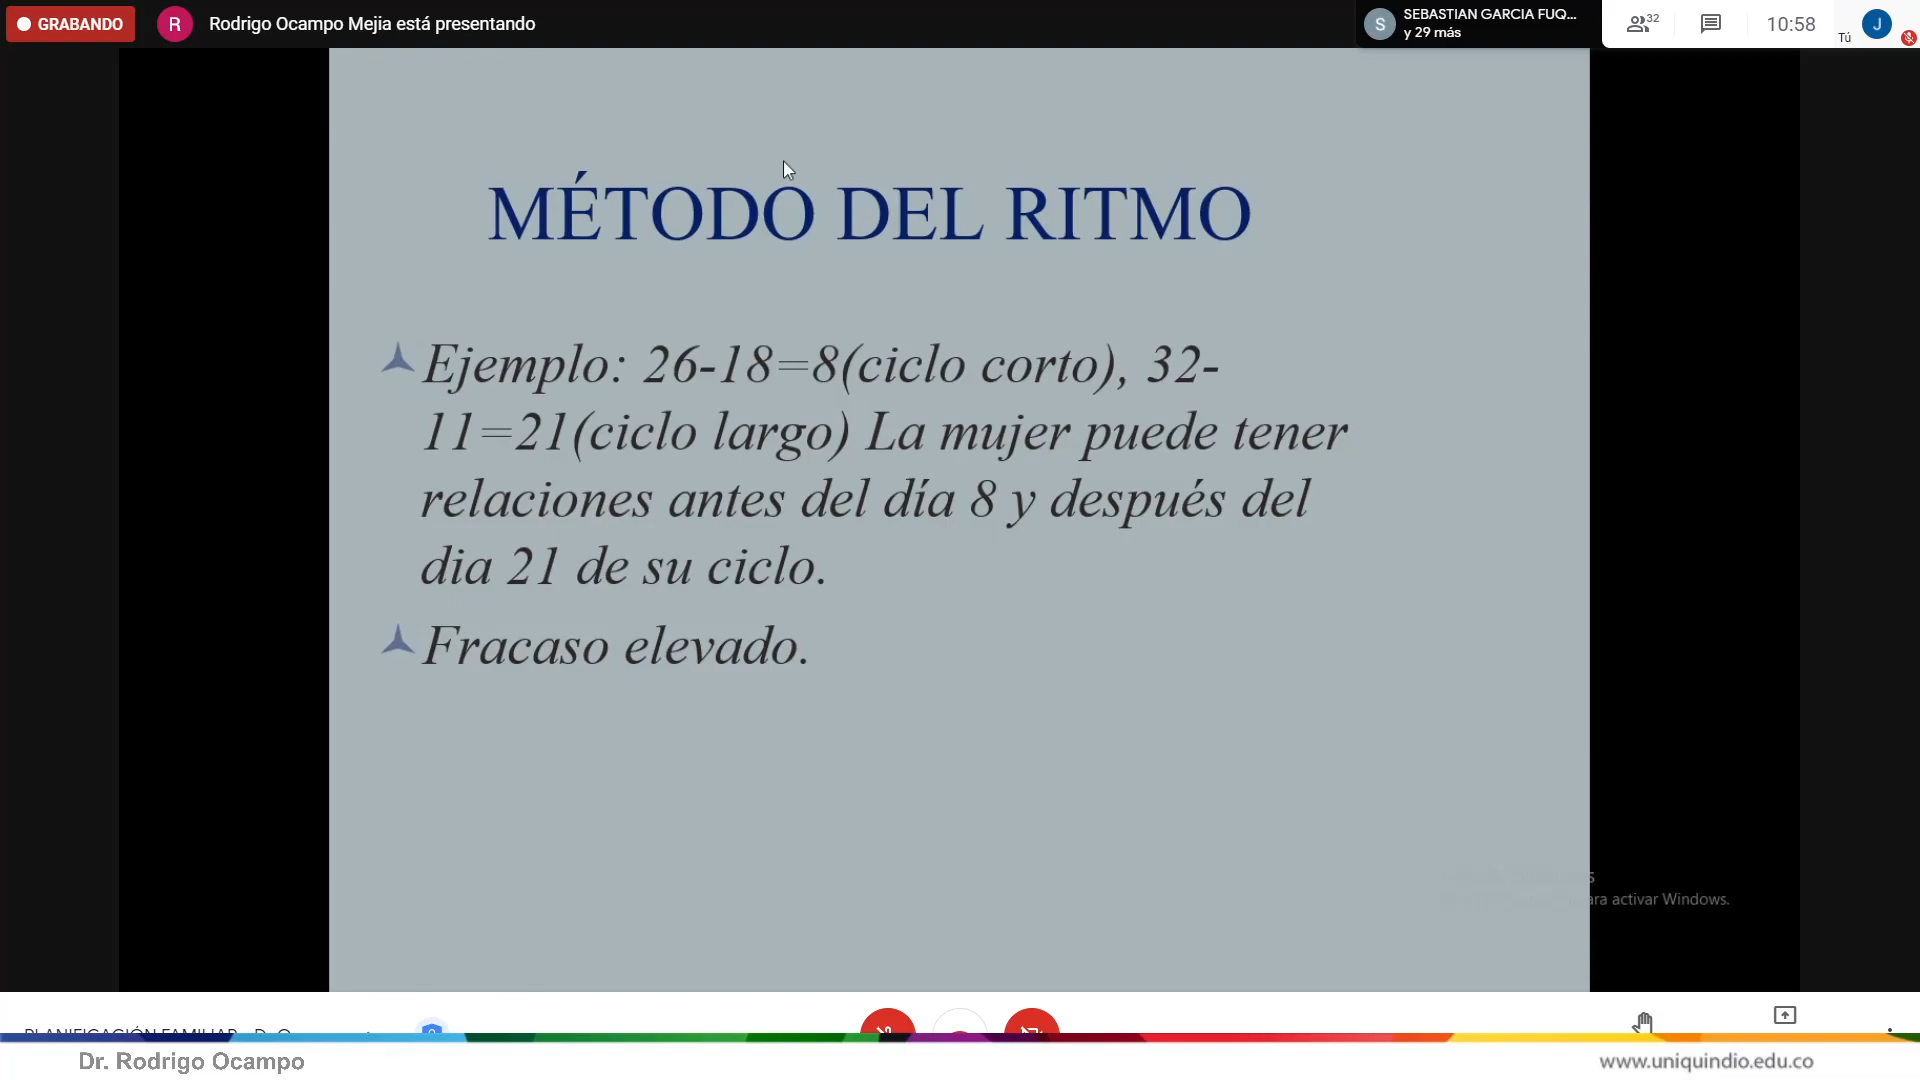 GRABANDO
R
Rodrigo Ocampo Mejia está presentando
S
SEBASTIAN GARCIA FUQ...
y 29 más
32
10:58
Tú
J
MÉTODO DEL RITMO
Ejemplo: 26-18=8(ciclo corto), 32-
11=21(ciclo largo) La mujer puede tener
relaciones antes del día 8 y después del
dia 21 de su ciclo.
Fracaso elevado.
activar Windows.
PLANIFICACIÓN FAMILIAR
Dr. Rodrigo Ocampo
www.uniquindio.edu.co